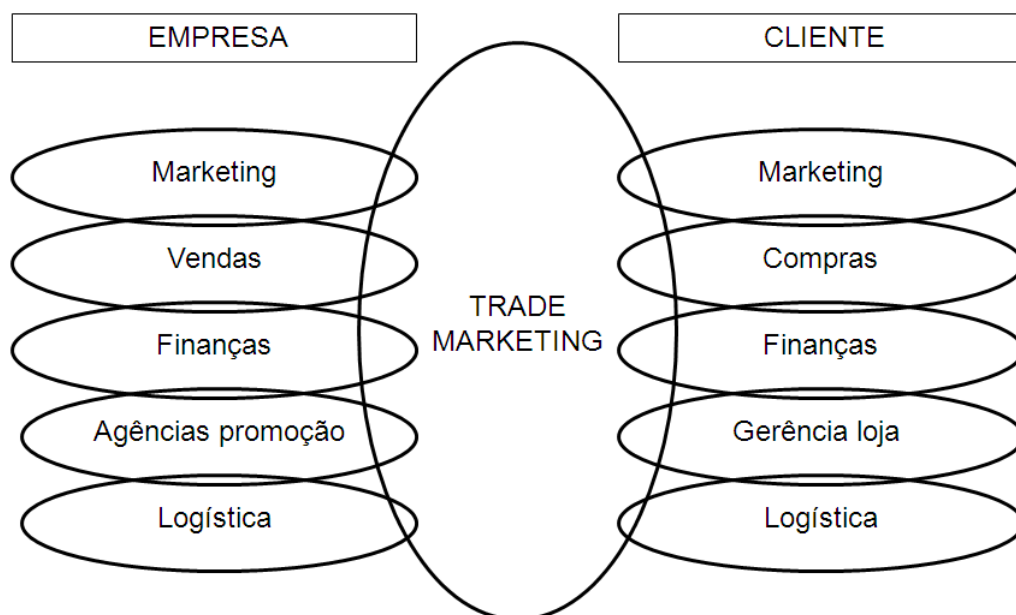 EMPRESA
CLIENTE
Marketing
Vendas
Finanças
Agências promoção
Logística
TRADE
MARKETING
Marketing
Compras
Finanças
Gerência loja
Logística